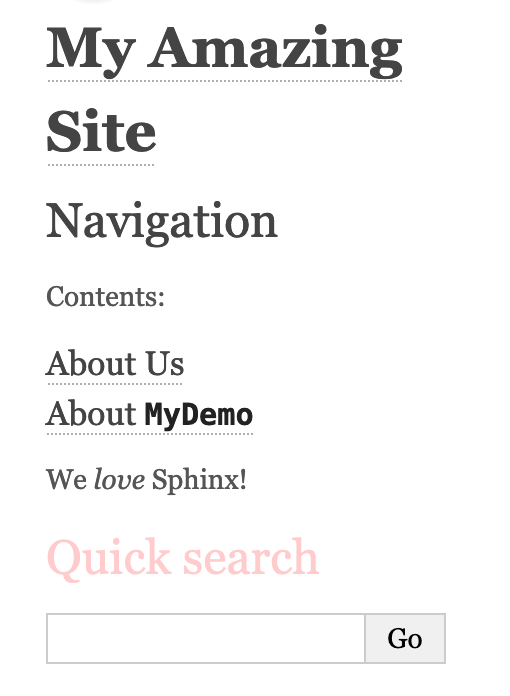 My Amazing
Site
Navigation
Contents:
About Us
About MyDemo
We love Sphinx!
Quick search
Go